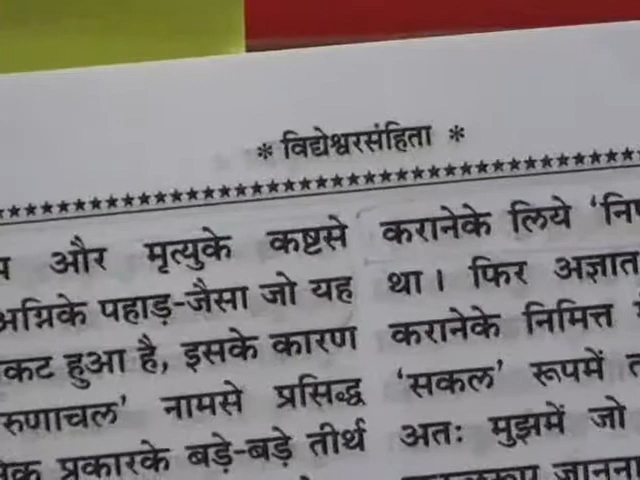 * विद्येश्वरसंहिता *
और मृत्युके कष्टसे
अग्निके पहाड़-जैसा जो यह
कट हुआ है, इसके कारण
रुणाचल’ नामसे प्रसिद्ध
प्रकारके बड़े-बड़े तीर्थ
करानेके लिये
था। फिर अज्ञात
करानेके निमित्त
‘सकल’ रूपमें
अतः मुझमें जो